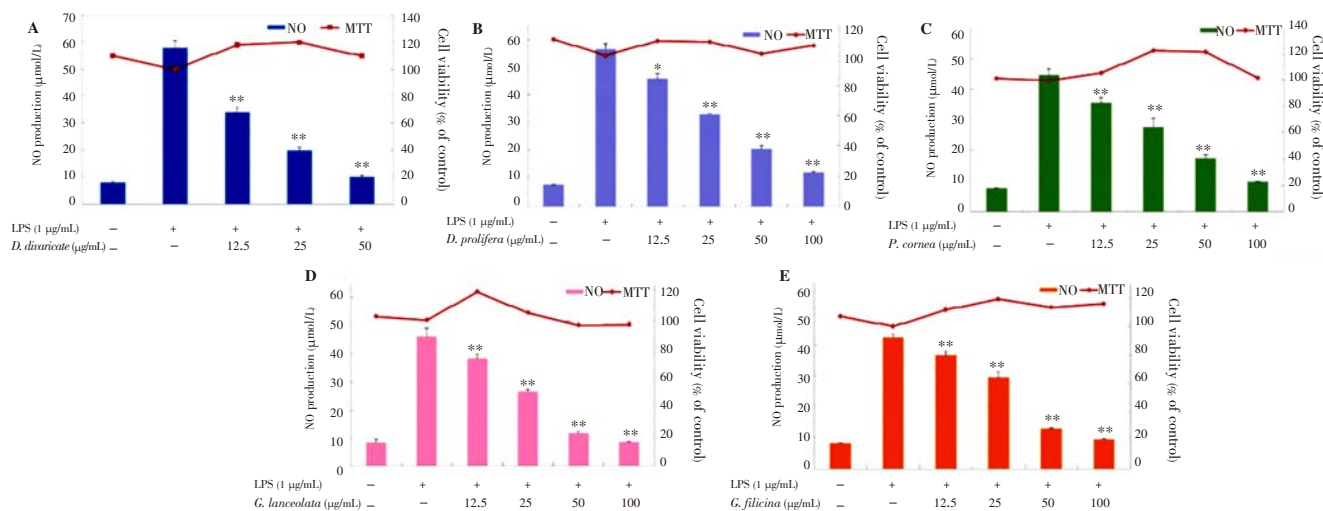 A
NO
MTT
NO production (μmol/L)
70
60
50
40
30
20
10
0
140
120
100
80
60
40
20
0
Cell viability (% of control)
**
**
**
LPS (1 μg/mL) – + + + +
D. divaricate (μg/mL) – – 12.5 25 50
B
NO
MTT
NO production (μmol/L)
60
50
40
30
20
10
0
120
100
80
60
40
20
0
Cell viability (% of control)
*
**
**
**
LPS (1 μg/mL) – + + + + +
D. prolifera (μg/mL) – – 12.5 25 50 100
C
NO
MTT
NO production (μmol/L)
60
50
40
30
20
10
0
140
120
100
80
60
40
20
0
Cell viability (% of control)
**
**
**
**
LPS (1 μg/mL) – + + + + +
P. cornea (μg/mL) – – 12.5 25 50 100
D
NO
MTT
NO production (μmol/L)
60
50
40
30
20
10
0
120
100
80
60
40
20
0
Cell viability (% of control)
**
**
**
**
LPS (1 μg/mL) – + + + + +
G. lanceolata (μg/mL) – – 12.5 25 50 100
E
NO
MTT
NO production (μmol/L)
50
40
30
20
10
0
120
100
80
60
40
20
0
Cell viability (% of control)
**
**
**
**
LPS (1 μg/mL) – + + + + +
G. filicina (μg/mL) – – 12.5 25 50 100